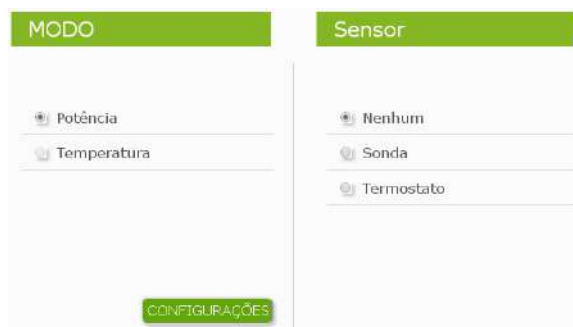 MODO
Potência
Temperatura
CONFIGURAÇÕES
Sensor
Nenhum
Sonda
Termostato